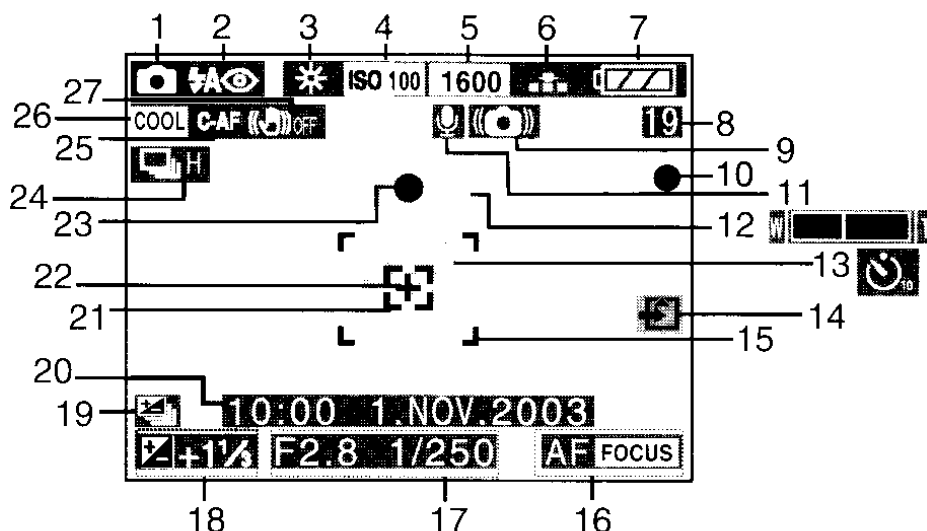 1 2 3 4 5 6 7
⚡A ISO 100 1600
27
26 COOL C-AF OFF 19 8
25 9
H 10
24 11
23 12
W T
13
22 10
21 14
15
20
19 10:00 1.NOV.2003
+1⅓ F2.8 1/250 AF FOCUS
18 17 16